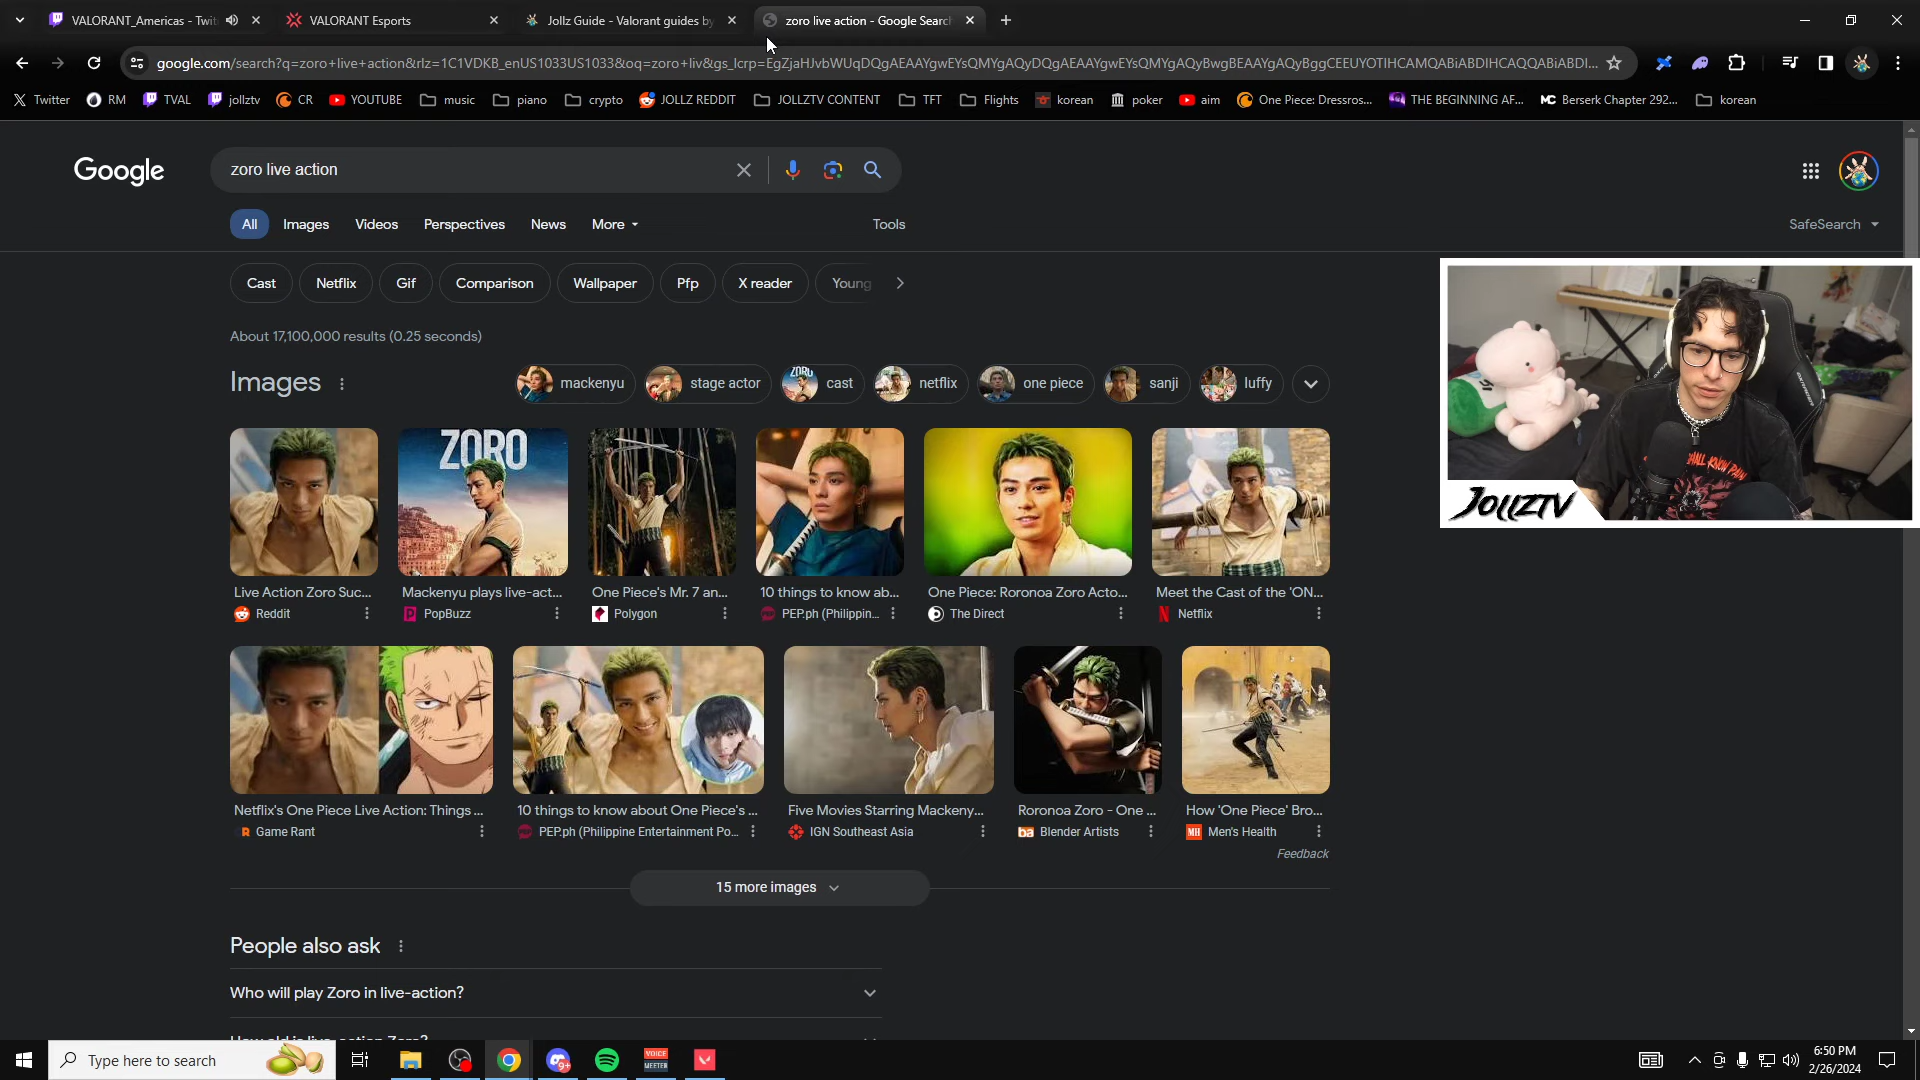 VALORANT_Americas - Twit
VALORANT Esports
Jollz Guide - Valorant guides by
zoro live action - Google Search
google.com/search?q=zoro+live+action&rlz=1C1VDKB_enUS1033US1033&oq=zoro+liv&gs_lcrp=EgZjaHJvbWUqDQgAEAAYgwEYsQMYgAQyDQgAEAAYgwEYsQMYgAQyBwgBEAAYgAQyBggCEEUYOTIHCAMQABiABDIHCAQQABiABDI...
Twitter
RM
TVAL
jollztv
CR
YOUTUBE
music
piano
crypto
JOLLZ REDDIT
JOLLZTV CONTENT
TFT
Flights
korean
poker
aim
One Piece: Dressros...
THE BEGINNING AF...
MC Berserk Chapter 292...
korean
Google
zoro live action
All
Images
Videos
Perspectives
News
More
Tools
SafeSearch
Cast
Netflix
Gif
Comparison
Wallpaper
Pfp
X reader
Young
About 17,100,000 results (0.25 seconds)
Images
mackenyu
stage actor
cast
netflix
one piece
sanji
luffy
ZORO
Live Action Zoro Suc...
Reddit
Mackenyu plays live-act...
PopBuzz
One Piece's Mr. 7 an...
Polygon
10 things to know ab...
PEP.ph (Philippin...
One Piece: Roronoa Zoro Acto...
The Direct
Meet the Cast of the 'ON...
Netflix
Netflix's One Piece Live Action: Things ...
Game Rant
10 things to know about One Piece's ...
PEP.ph (Philippine Entertainment Po...
Five Movies Starring Mackeny...
IGN Southeast Asia
Roronoa Zoro - One ...
Blender Artists
How 'One Piece' Bro...
Men's Health
Feedback
15 more images
People also ask
Who will play Zoro in live-action?
JollzTV
Type here to search
9+
VOICE
MEETER
6:50 PM
2/26/2024